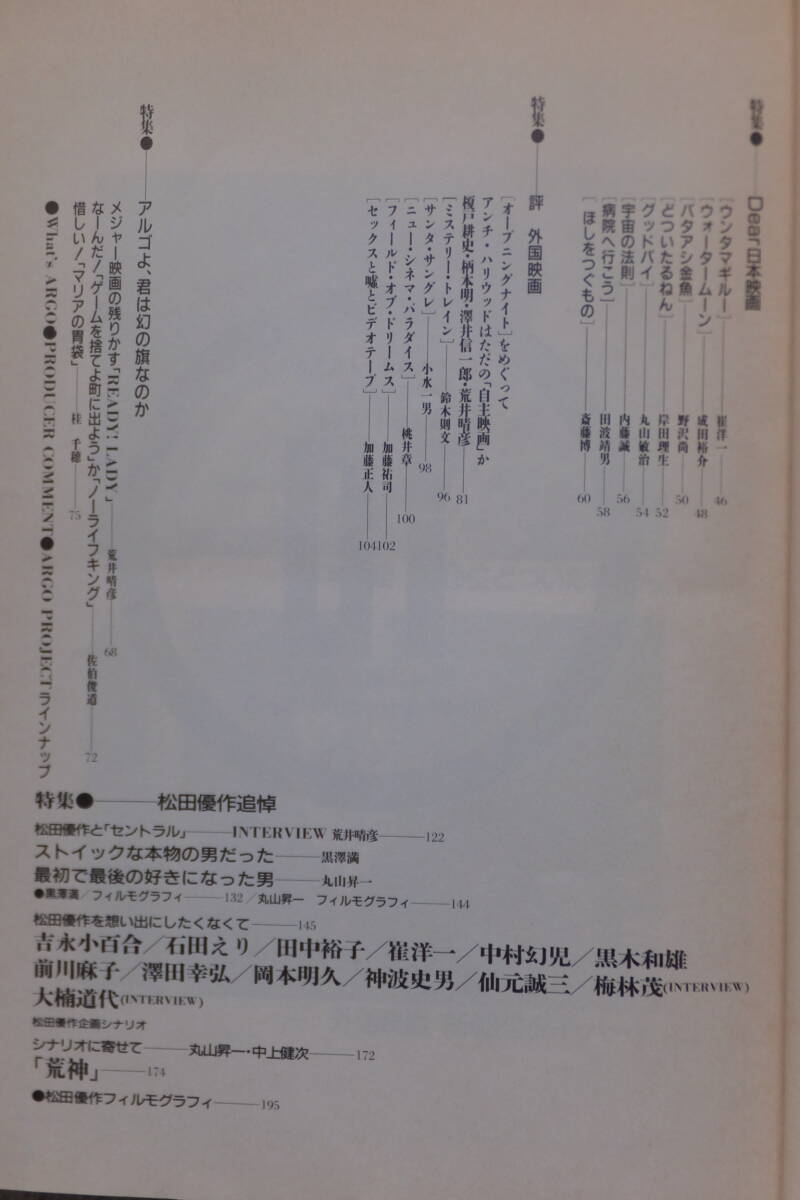 特集●――Dear日本映画
[ウンタマギルー]――崔洋一――46
[ウォータームーン]――成田裕介――48
[バタアシ金魚]――野沢尚――50
[どついたるねん]――岸田理生――52
[グッドバイ]――丸山敏治――54
[宇宙の法則]――内藤誠――56
[病院へ行こう]――田波靖男――58
[ほしをつぐもの]――斎藤博――60
特集●――評 外国映画
[オープニングナイト]をめぐって
アンチ・ハリウッドはただの「自主映画」か
榎戸耕史・柄本明・澤井信一郎・荒井晴彦――81
[ミステリー・トレイン]――鈴木則文――96
[サンタ・サングレ]――小水一男――98
[ニュー・シネマ・パラダイス]――桃井章――100
[フィールド・オブ・ドリームス]――加藤祐司――102
[セックスと嘘とビデオテープ]――加藤正人――104
特集●――アルゴよ、君は幻の旗なのか
メジャー映画の残りかす「READY! LADY」――荒井晴彦――68
なーんだ!「ゲームを捨てよ町に出よう」か「ノーライフキング」――佐伯俊道――72
惜しい!「マリアの胃袋」――桂千穂――75
●What's ARGO●PRODUCER COMMENT●ARGO PROJECTラインナップ
特集●――松田優作追悼
松田優作と「セントラル」――INTERVIEW 荒井晴彦――122
ストイックな本物の男だった――黒澤満
最初で最後の好きになった男――丸山昇一
●黒澤満/フィルモグラフィ――132/丸山昇一 フィルモグラフィ――144
松田優作を想い出にしたくなくて――145
吉永小百合/石田えり/田中裕子/崔洋一/中村幻児/黒木和雄
前川麻子/澤田幸弘/岡本明久/神波史男/仙元誠三/梅林茂(INTERVIEW)
大楠道代(INTERVIEW)
松田優作企画シナリオ
シナリオに寄せて――丸山昇一・中上健次――172
「荒神」――174
●松田優作フィルモグラフィ――195